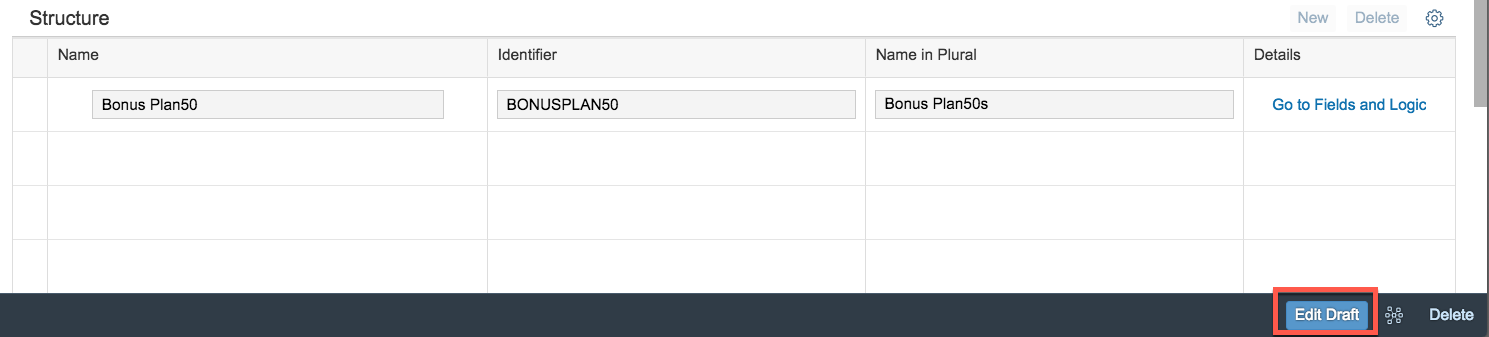 Structure
New Delete
Name Identifier Name in Plural Details
Bonus Plan50 BONUSPLAN50 Bonus Plan50s Go to Fields and Logic
Edit Draft Delete